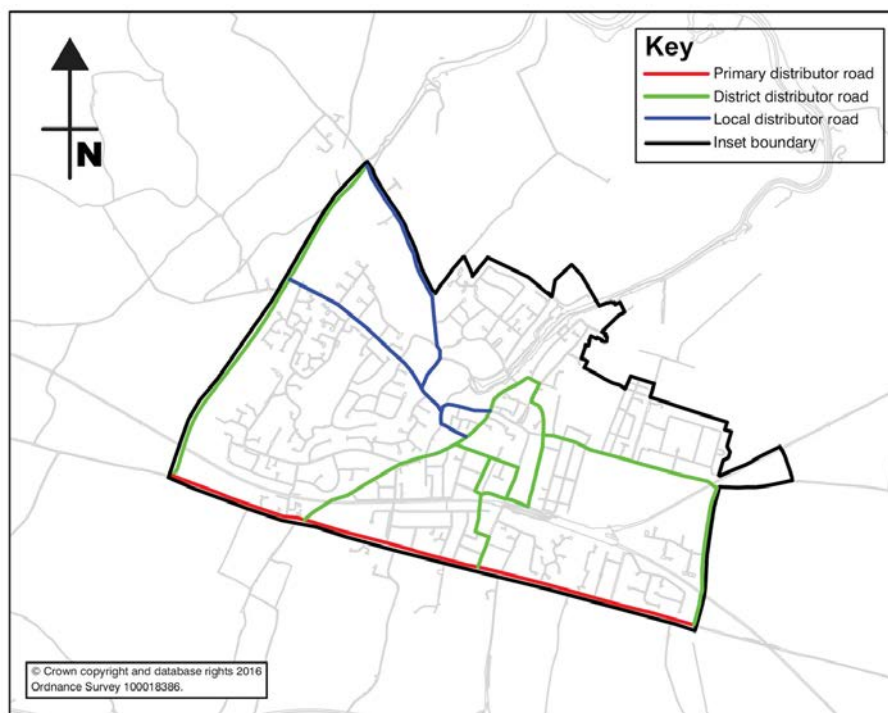 Key
Primary distributor road
District distributor road
Local distributor road
Inset boundary
N
© Crown copyright and database rights 2016
Ordnance Survey 100018386.